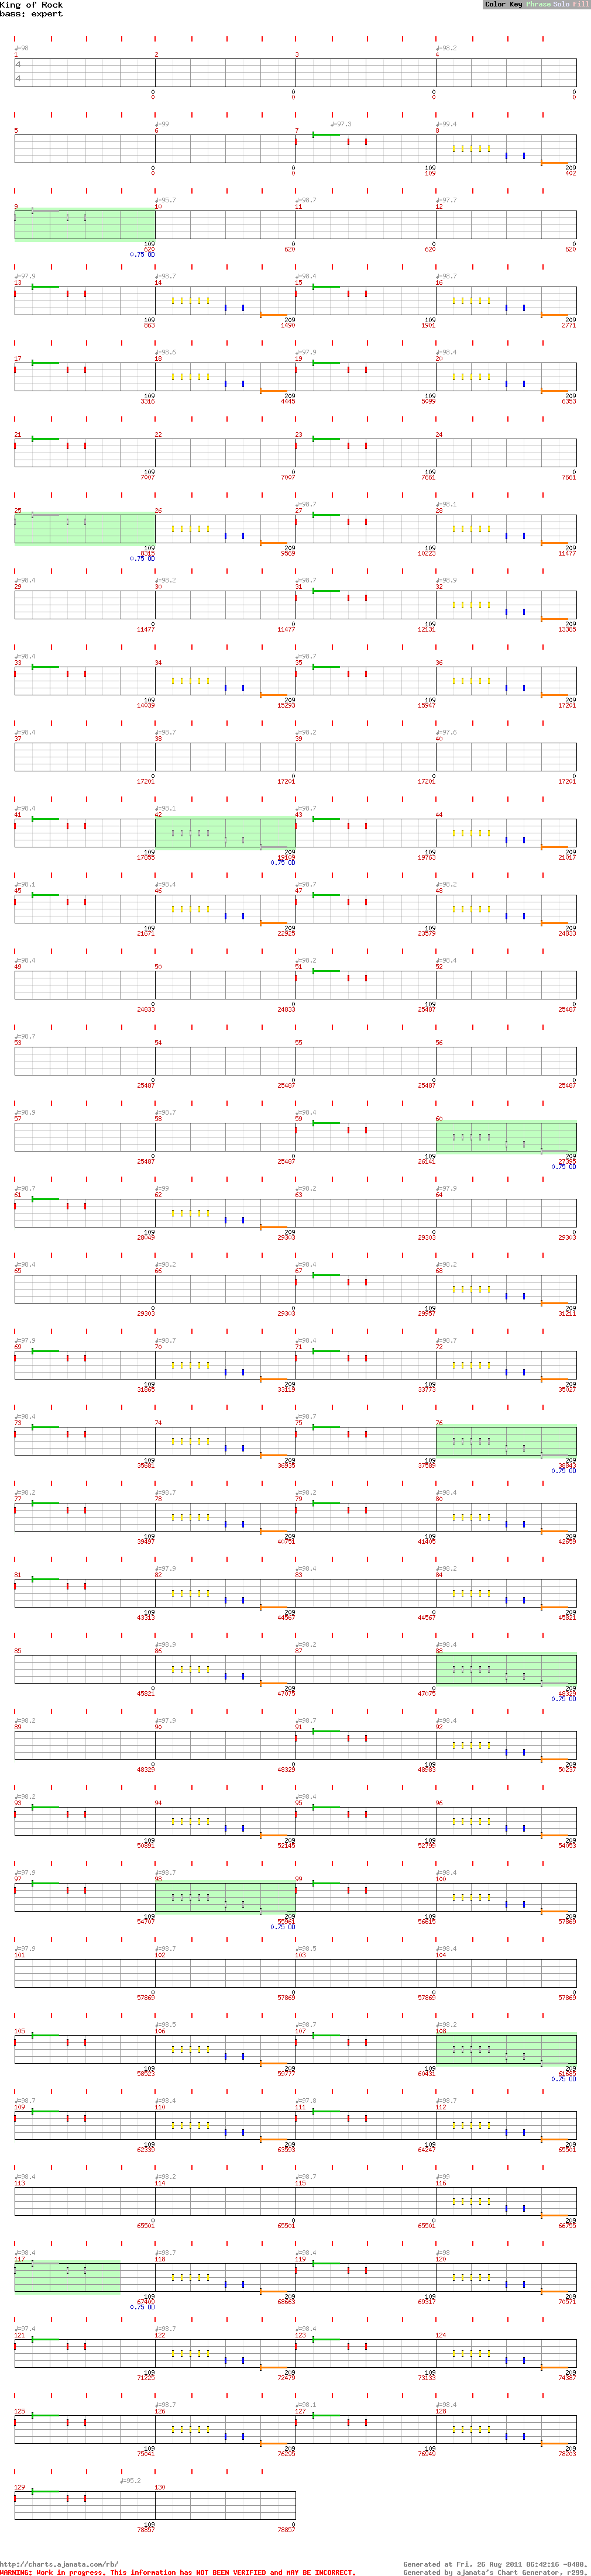 King of Rock
bass: expert
Color Key Phrase Solo Fill
♩=98 ♩=98.2
1 2 3 4
4
4
0 0 0 0
0 0 0 0
♩=99 ♩=97.3 ♩=99.4
5 6 7 8
0 0 109 209
0 0 109 402
♩=95.7 ♩=98.7 ♩=97.7
9 10 11 12
109 0 0 0
620 620 620 620
0.75 OD
♩=97.9 ♩=98.7 ♩=98.4 ♩=98.7
13 14 15 16
109 209 109 209
863 1490 1901 2771
♩=98.6 ♩=97.9 ♩=98.4
17 18 19 20
109 209 109 209
3316 4445 5099 6353
21 22 23 24
109 0 109 0
7007 7007 7661 7661
♩=98.7 ♩=98.1
25 26 27 28
109 209 109 209
8315 9569 10223 11477
0.75 OD
♩=98.4 ♩=98.2 ♩=98.7 ♩=98.9
29 30 31 32
0 0 109 209
11477 11477 12131 13385
♩=98.4 ♩=98.7
33 34 35 36
109 209 109 209
14039 15293 15947 17201
♩=98.4 ♩=98.7 ♩=98.2 ♩=97.6
37 38 39 40
0 0 0 0
17201 17201 17201 17201
♩=98.4 ♩=98.1 ♩=98.7
41 42 43 44
109 209 109 209
17855 19109 19763 21017
0.75 OD
♩=98.1 ♩=98.4 ♩=98.7 ♩=98.2
45 46 47 48
109 209 109 209
21671 22925 23579 24833
♩=98.4 ♩=98.2 ♩=98.4
49 50 51 52
0 0 109 0
24833 24833 25487 25487
♩=98.7
53 54 55 56
0 0 0 0
25487 25487 25487 25487
♩=98.9 ♩=98.7 ♩=98.4
57 58 59 60
0 0 109 209
25487 25487 26141 27395
0.75 OD
♩=98.7 ♩=99 ♩=98.2 ♩=97.9
61 62 63 64
109 209 0 0
28049 29303 29303 29303
♩=98.4 ♩=98.2 ♩=98.4 ♩=98.2
65 66 67 68
0 0 109 209
29303 29303 29957 31211
♩=97.9 ♩=98.7 ♩=98.4 ♩=98.7
69 70 71 72
109 209 109 209
31865 33119 33773 35027
♩=98.4 ♩=98.7
73 74 75 76
109 209 109 209
35681 36935 37589 38843
0.75 OD
♩=98.2 ♩=98.7 ♩=98.2 ♩=98.4
77 78 79 80
109 209 109 209
39497 40751 41405 42659
♩=97.9 ♩=98.4 ♩=98.2
81 82 83 84
109 209 0 209
43313 44567 44567 45821
♩=98.9 ♩=98.2 ♩=98.4
85 86 87 88
0 209 0 209
45821 47075 47075 48329
0.75 OD
♩=98.2 ♩=97.9 ♩=98.7 ♩=98.4
89 90 91 92
0 0 109 209
48329 48329 48983 50237
♩=98.2 ♩=98.4
93 94 95 96
109 209 109 209
50891 52145 52799 54053
♩=97.9 ♩=98.7 ♩=98.4
97 98 99 100
109 209 109 209
54707 55961 56615 57869
0.75 OD
♩=97.9 ♩=98.7 ♩=98.5 ♩=98.4
101 102 103 104
0 0 0 0
57869 57869 57869 57869
♩=98.5 ♩=98.7 ♩=98.2
105 106 107 108
109 209 109 209
58523 59777 60431 61685
0.75 OD
♩=98.7 ♩=98.4 ♩=97.8 ♩=98.7
109 110 111 112
109 209 109 209
62339 63593 64247 65501
♩=98.4 ♩=98.2 ♩=98.7 ♩=99
113 114 115 116
0 0 0 209
65501 65501 65501 66755
♩=98.4 ♩=98.7 ♩=98.4 ♩=98
117 118 119 120
109 209 109 209
67409 68663 69317 70571
0.75 OD
♩=97.4 ♩=98.7 ♩=98.4
121 122 123 124
109 209 109 209
71225 72479 73133 74387
♩=98.7 ♩=98.1 ♩=98.4
125 126 127 128
109 209 109 209
75041 76295 76949 78203
♩=95.2
129 130
109 0
78857 78857
http://charts.ajanata.com/rb/
WARNING: Work in progress. This information has NOT BEEN VERIFIED and MAY BE INCORRECT.
Generated at Fri, 26 Aug 2011 06:42:16 -0400.
Generated by ajanata's Chart Generator, r299.